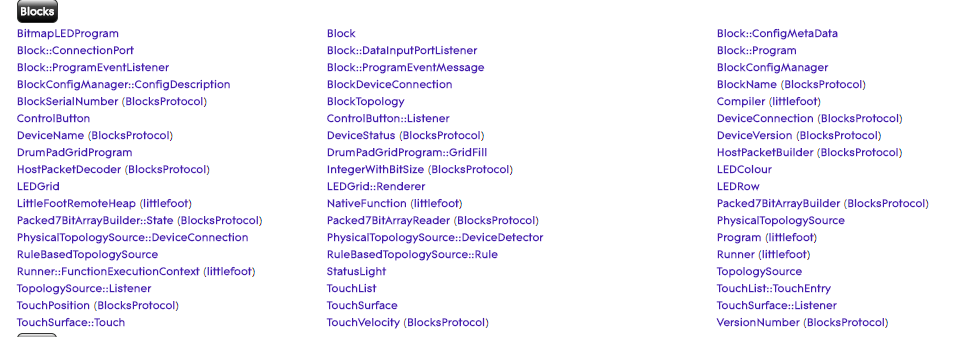 Blocks
BitmapLEDProgram Block Block::ConfigMetaData
Block::ConnectionPort Block::DataInputPortListener Block::Program
Block::ProgramEventListener Block::ProgramEventMessage BlockConfigManager
BlockConfigManager::ConfigDescription BlockDeviceConnection BlockName (BlocksProtocol)
BlockSerialNumber (BlocksProtocol) BlockTopology Compiler (littlefoot)
ControlButton ControlButton::Listener DeviceConnection (BlocksProtocol)
DeviceName (BlocksProtocol) DeviceStatus (BlocksProtocol) DeviceVersion (BlocksProtocol)
DrumPadGridProgram DrumPadGridProgram::GridFill HostPacketBuilder (BlocksProtocol)
HostPacketDecoder (BlocksProtocol) IntegerWithBitSize (BlocksProtocol) LEDColour
LEDGrid LEDGrid::Renderer LEDRow
LittleFootRemoteHeap (littlefoot) NativeFunction (littlefoot) Packed7BitArrayBuilder (BlocksProtocol)
Packed7BitArrayBuilder::State (BlocksProtocol) Packed7BitArrayReader (BlocksProtocol) PhysicalTopologySource
PhysicalTopologySource::DeviceConnection PhysicalTopologySource::DeviceDetector Program (littlefoot)
RuleBasedTopologySource RuleBasedTopologySource::Rule Runner (littlefoot)
Runner::FunctionExecutionContext (littlefoot) StatusLight TopologySource
TopologySource::Listener TouchList TouchList::TouchEntry
TouchPosition (BlocksProtocol) TouchSurface TouchSurface::Listener
TouchSurface::Touch TouchVelocity (BlocksProtocol) VersionNumber (BlocksProtocol)